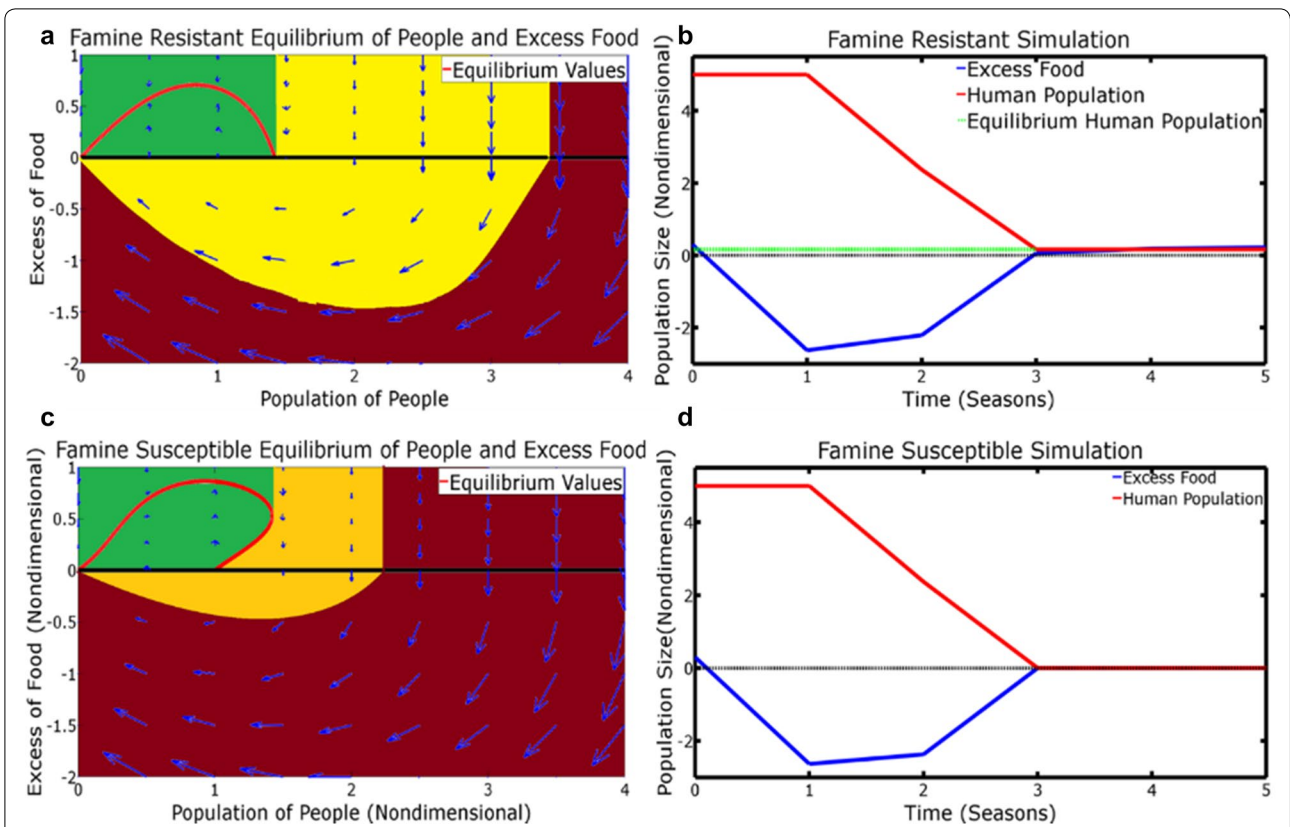 a
Famine Resistant Equilibrium of People and Excess Food
Equilibrium Values
1
0.5
0
-0.5
-1
-1.5
-2
Excess of Food
0 1 2 3 4
Population of People
b
Famine Resistant Simulation
Excess Food
Human Population
Equilibrium Human Population
4
2
0
-2
Population Size (Nondimensional)
0 1 2 3 4 5
Time (Seasons)
c
Famine Susceptible Equilibrium of People and Excess Food
Equilibrium Values
1
0.5
0
-0.5
-1
-1.5
-2
Excess of Food (Nondimensional)
0 1 2 3 4
Population of People (Nondimensional)
d
Famine Susceptible Simulation
Excess Food
Human Population
4
2
0
-2
Population Size(Nondimensional)
0 1 2 3 4 5
Time (Seasons)